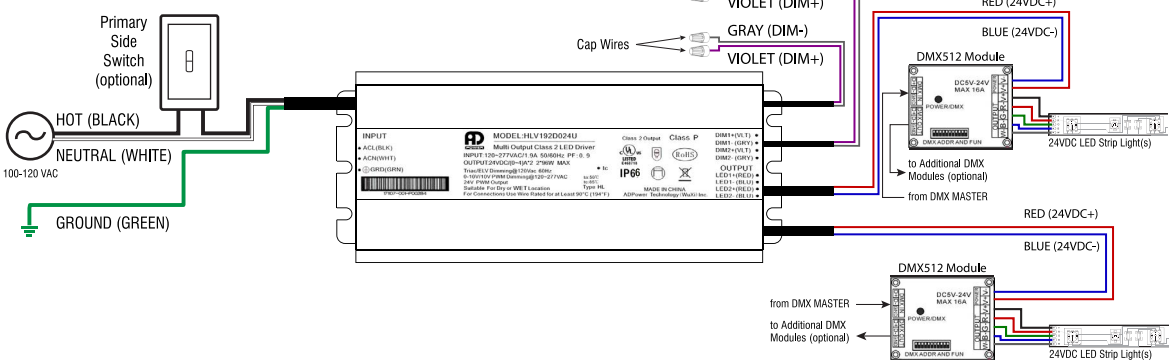 VIOLET (DIM+)
RED (24VDC+)
Primary
Side
Switch
(optional)
GRAY (DIM-)
Cap Wires
VIOLET (DIM+)
BLUE (24VDC-)
DMX512 Module
DC5V-24V
MAX 16A
POWER/DMX
OUTPUT
DMX ADDR AND FUN
24VDC LED Strip Light(s)
HOT (BLACK)
NEUTRAL (WHITE)
100-120 VAC
GROUND (GREEN)
INPUT
• ACL(BLK)
• ACN(WHT)
GRD(GRN)
MODEL:HLV192D024U
Multi Output Class 2 LED Driver
INPUT:120~277VAC/1.9A 50/60Hz PF: 0. 9
OUTPUT:24VDC/(0~4)A*2 2*96W MAX
Triac/ELV Dimming@120Vac 60Hz
0-10V/10V PWM Dimming@120~277VAC
24V PWM Output
Suitable For Dry or WET Location
For Connections Use Wire Rated for at Least 90°C (194°F)
• tc
Type HL
Class 2 Output
Class P
LISTED
RoHS
IP66
MADE IN CHINA
ADPower Technology (WuXi) Inc.
DIM1+(VLT) •
DIM1- (GRY) •
DIM2+(VLT) •
DIM2- (GRY) •
OUTPUT
LED1+(RED) •
LED1- (BLU) •
LED2+(RED) •
LED2- (BLU) •
to Additional DMX
Modules (optional)
from DMX MASTER
RED (24VDC+)
BLUE (24VDC-)
DMX512 Module
from DMX MASTER
to Additional DMX
Modules (optional)
DC5V-24V
MAX 16A
POWER/DMX
OUTPUT
DMX ADDR AND FUN
24VDC LED Strip Light(s)